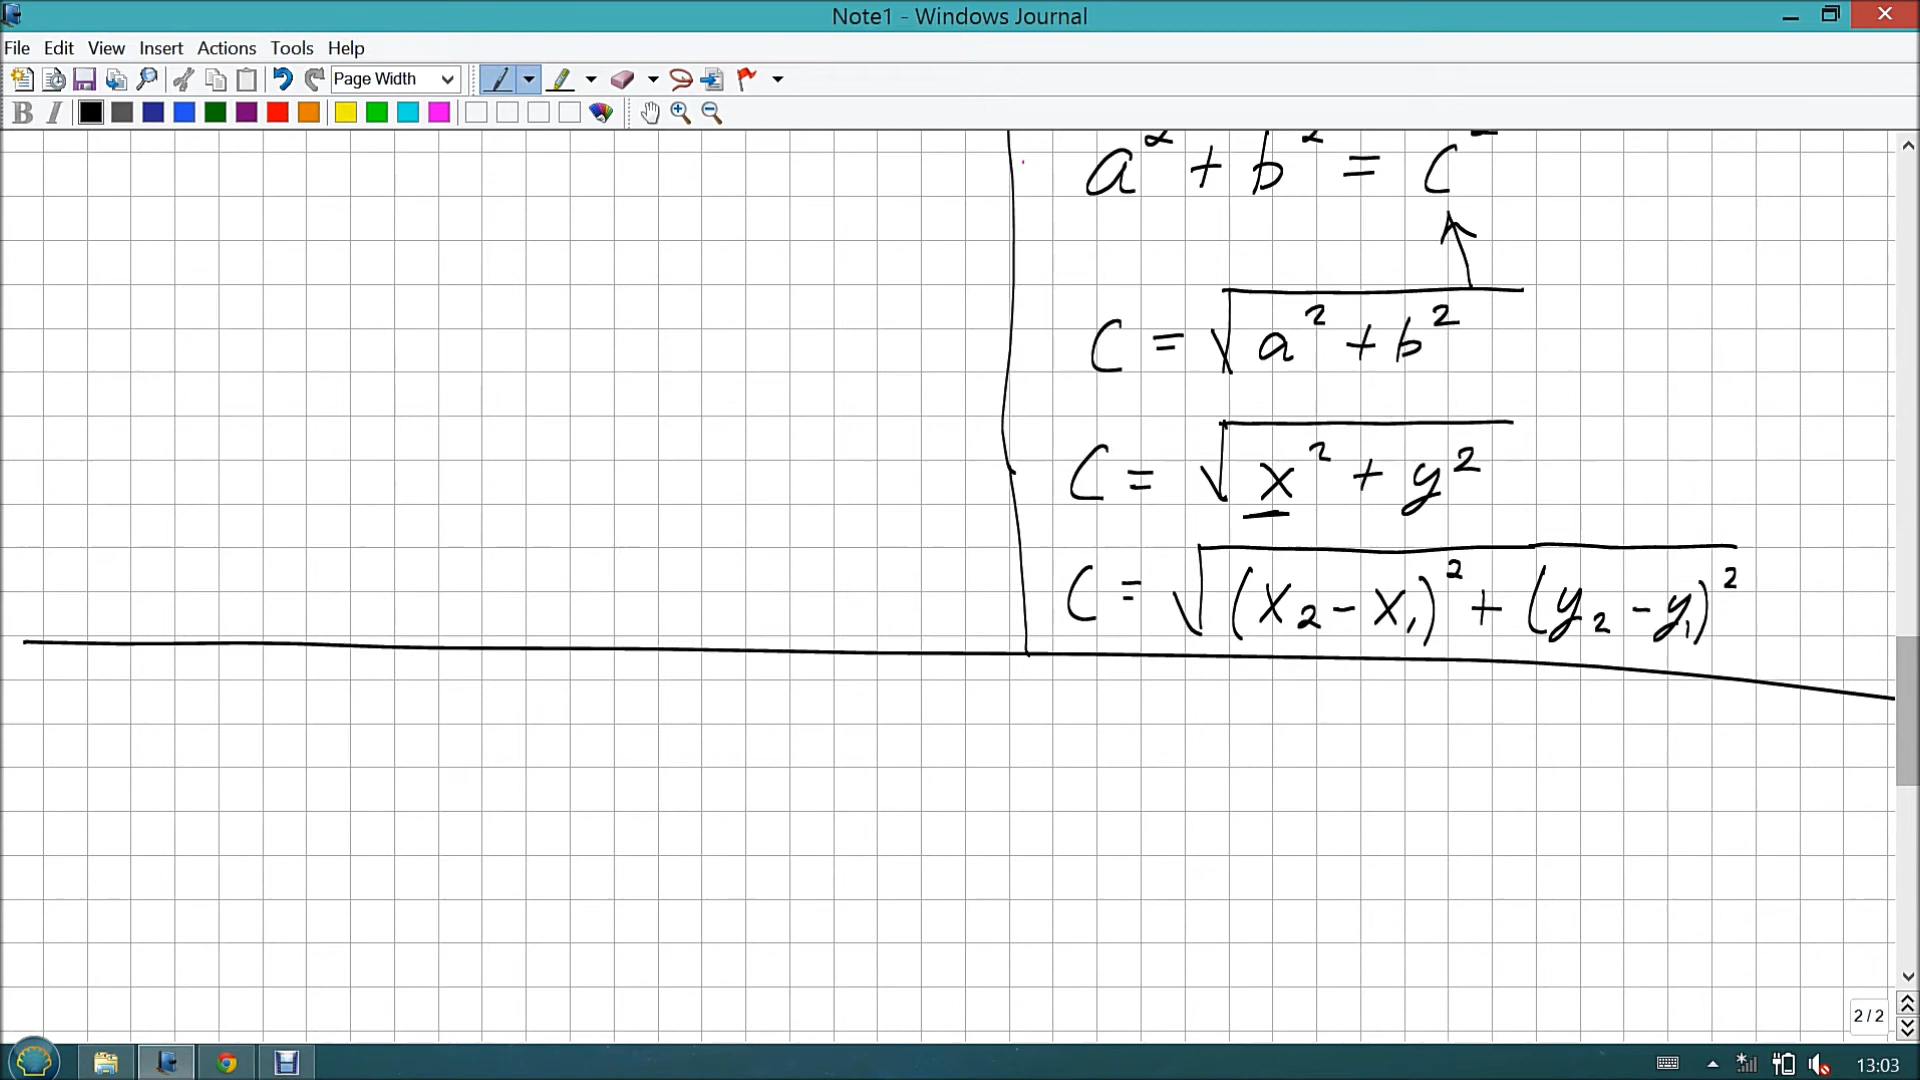 Note1 - Windows Journal
File Edit View Insert Actions Tools Help
Page Width
B I
a² + b² = c²
C = √a² + b²
C = √x² + y²
C = √(x₂ - x₁)² + (y₂ - y₁)²
2 / 2
13:03